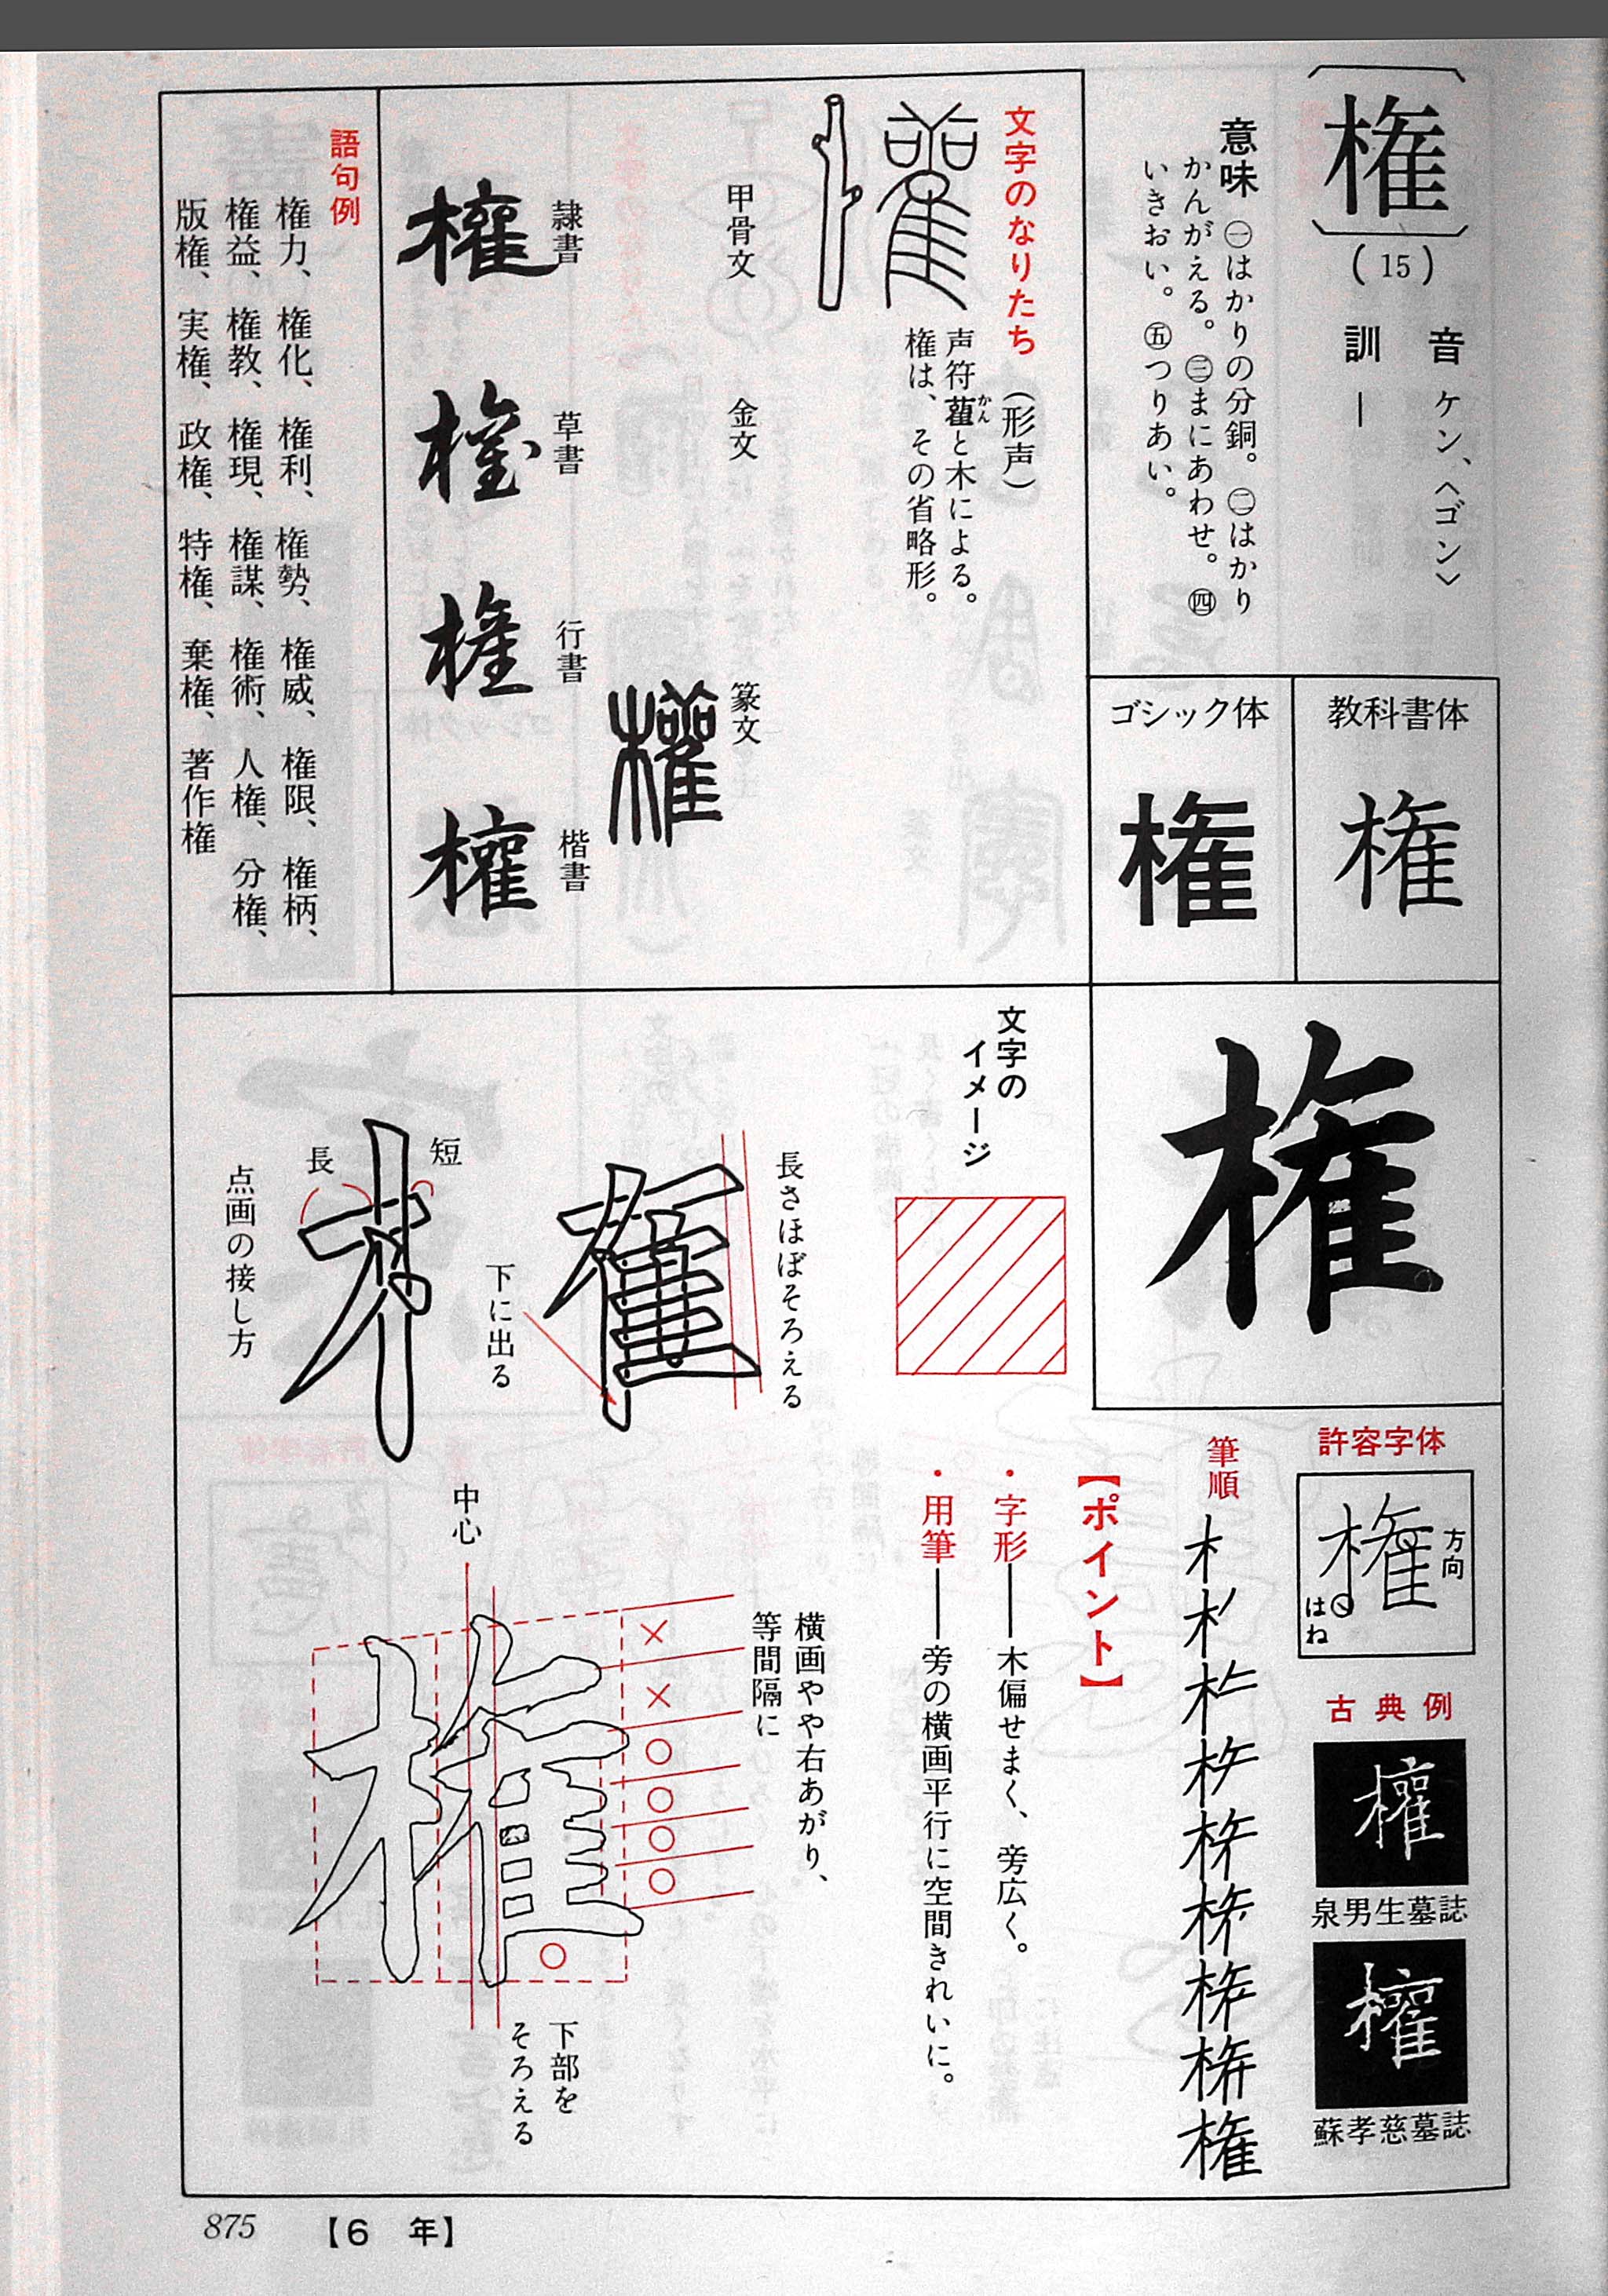 権
(15)
音 ケン、〈ゴン〉
訓 ―
意味 ㊀はかりの分銅。㊁はかり
かんがえる。㊂まにあわせ。㊃
いきおい。㊄つりあい。
教科書体
権
ゴシック体
権
権
文字のなりたち (形声)
声符雚かんと木による。
権は、その省略形。
甲骨文
金文
篆文
權
隷書
權
草書
権
行書
権
楷書
權
語句例
権力、権化、権利、権勢、権威、権限、権柄、
権益、権教、権現、権謀、権術、人権、分権、
版権、実権、政権、特権、棄権、著作権
文字の
イメージ
長さほぼそろえる
下に出る
短
長
点画の接し方
許容字体
権
方向
はね
古典例
權
泉男生墓誌
權
蘇孝慈墓誌
筆順
【ポイント】
・字形―木偏せまく、旁広く。
・用筆―旁の横画平行に空間きれいに。
横画やや右あがり、
等間隔に
中心
下部を
そろえる
875
【6 年】